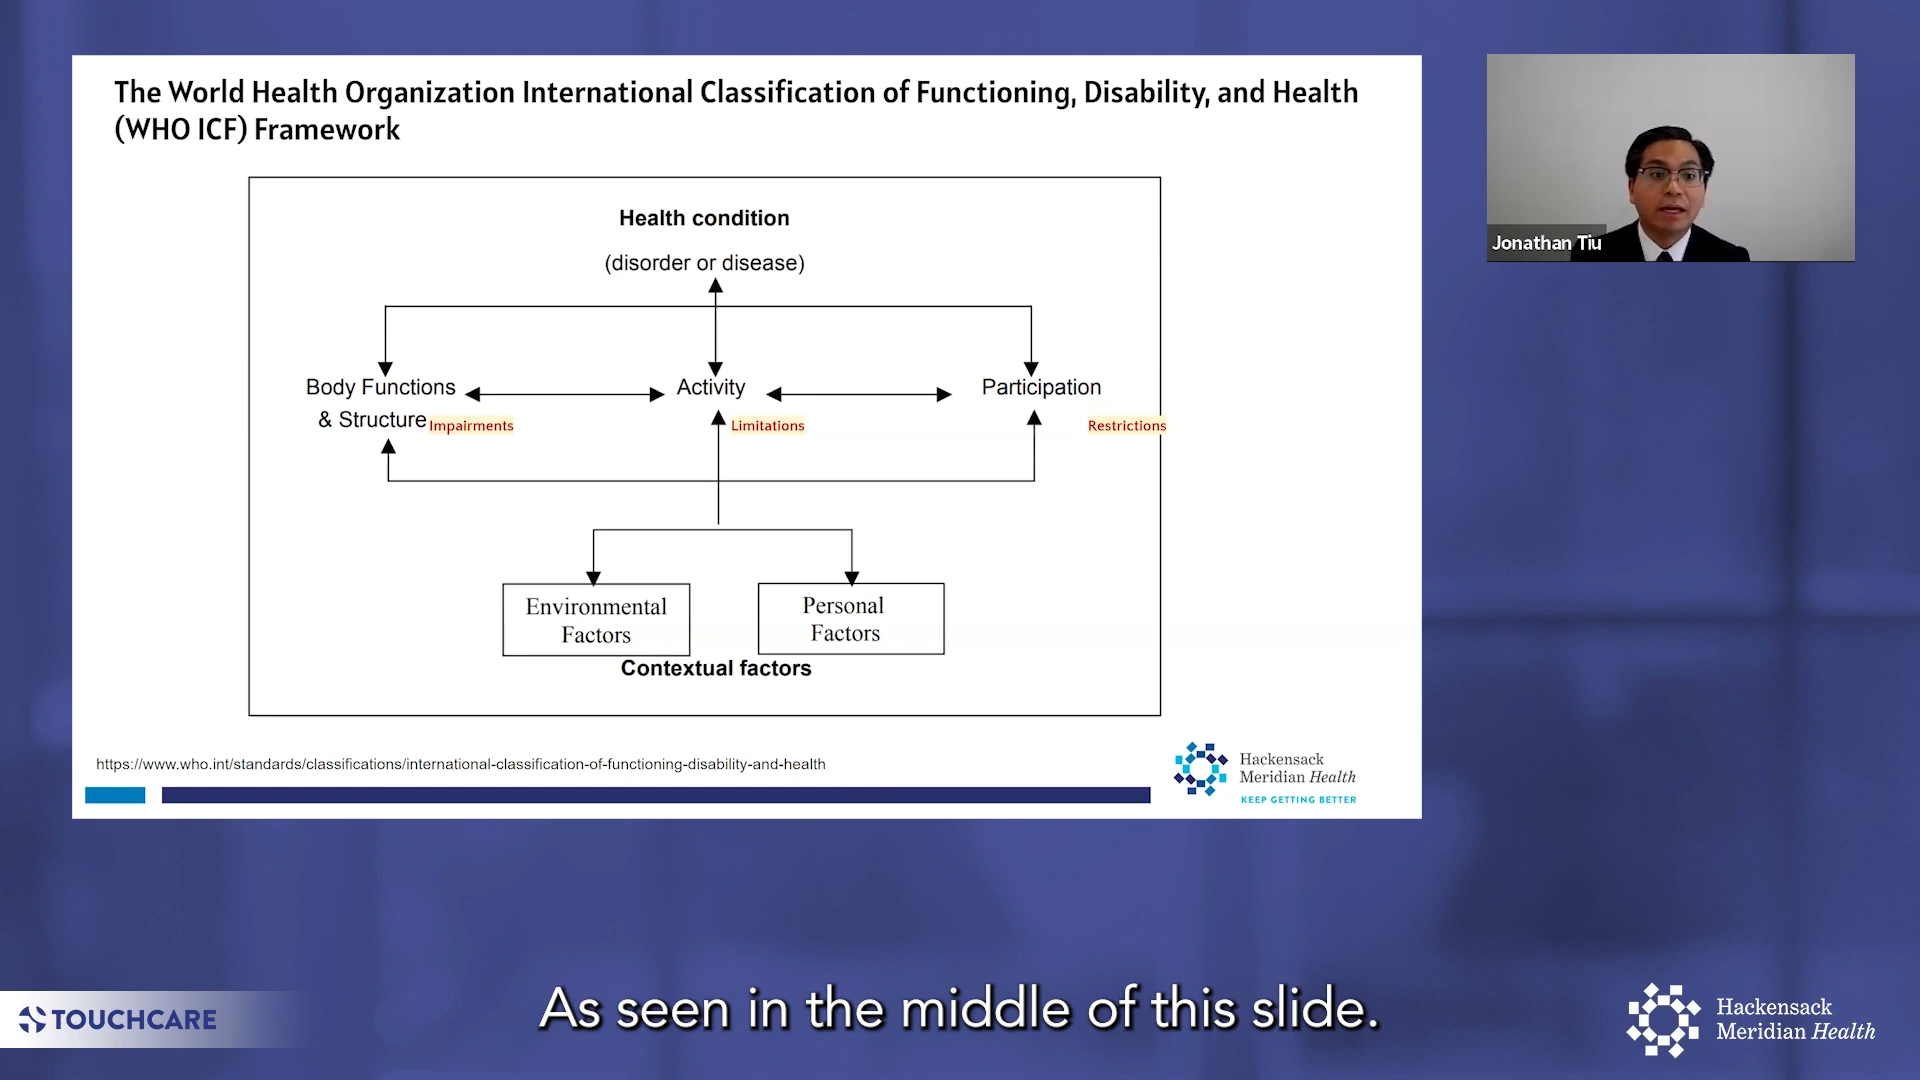 The World Health Organization International Classification of Functioning, Disability, and Health
(WHO ICF) Framework
Health condition
(disorder or disease)
Body Functions
& Structure
Impairments
Activity
Limitations
Participation
Restrictions
Environmental
Factors
Personal
Factors
Contextual factors
https://www.who.int/standards/classifications/international-classification-of-functioning-disability-and-health
Hackensack
Meridian Health
KEEP GETTING BETTER
Jonathan Tiu
As seen in the middle of this slide.
TOUCHCARE
Hackensack
Meridian Health